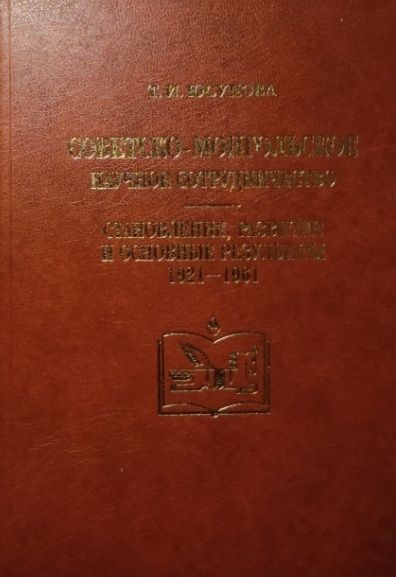 Т. И. ЮСУПОВА
СОВЕТСКО-МОНГОЛЬСКОЕ
НАУЧНОЕ СОТРУДНИЧЕСТВО
СТАНОВЛЕНИЕ, РАЗВИТИЕ
И ОСНОВНЫЕ РЕЗУЛЬТАТЫ
1921—1961